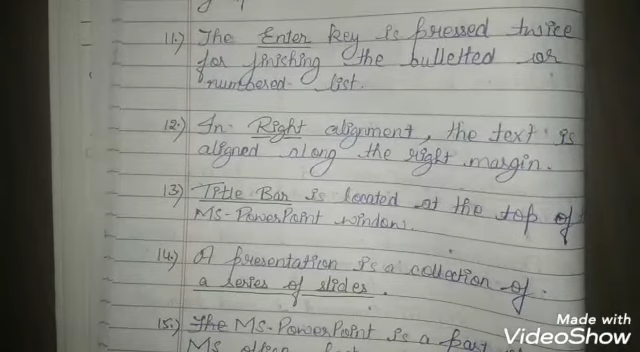 11.) The Enter key is pressed twice
for finishing the bulletted or
numbered list.
12.) In Right alignment, the text is
aligned along the right margin.
13.) Title Bar is located at the top of
MS-PowerPoint window.
14.) A presentation is a collection of
a series of slides.
15.) The MS-PowerPoint is a part
MS
Made with
VideoShow